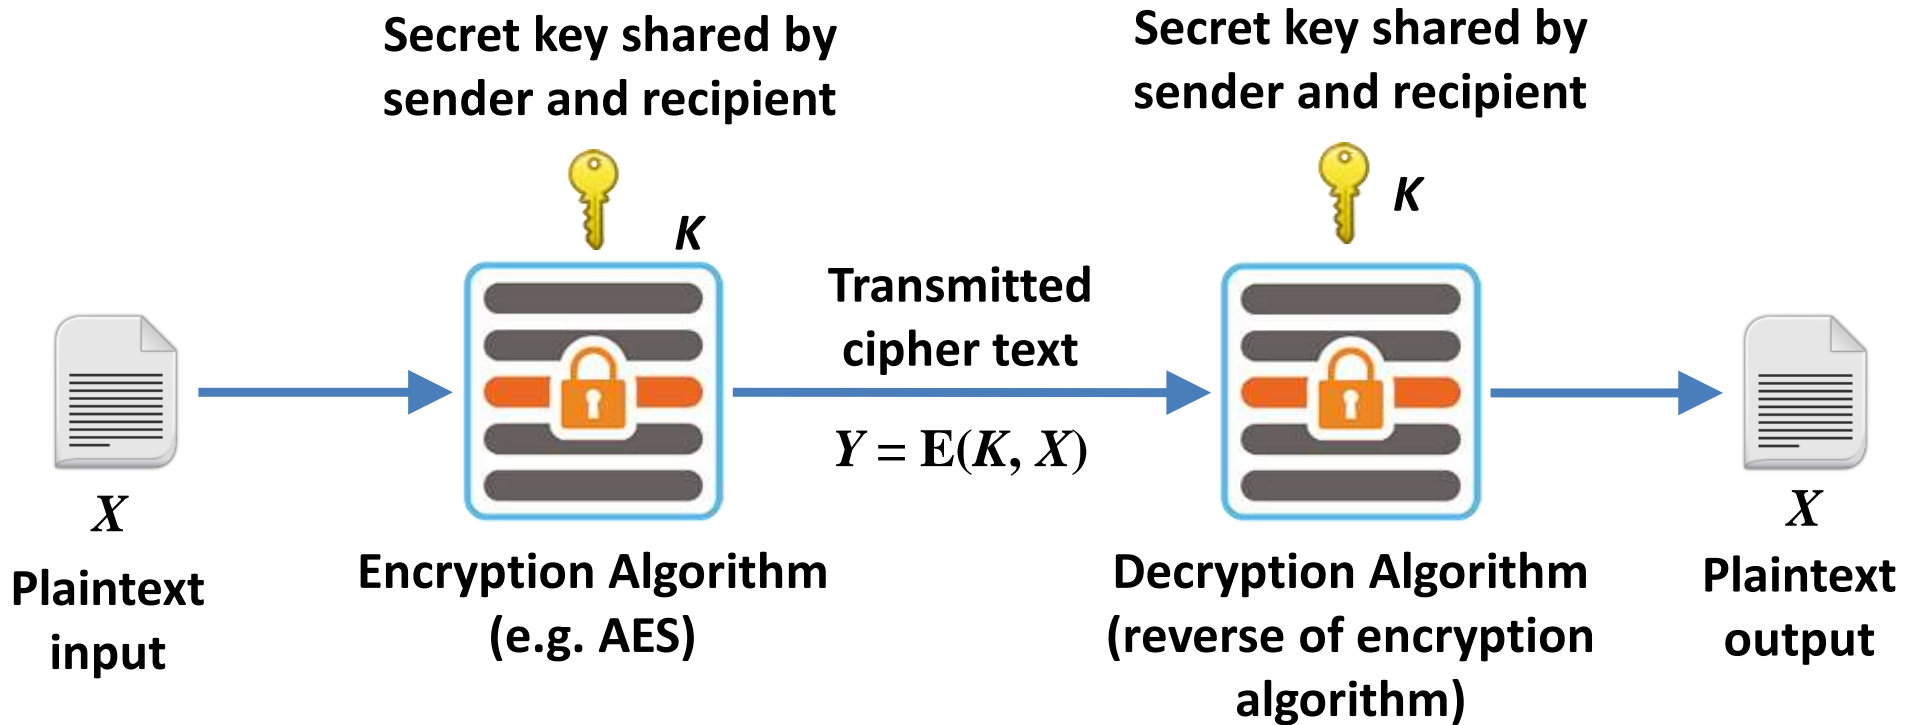 Secret key shared by
sender and recipient
K
Secret key shared by
sender and recipient
K
Transmitted
cipher text
Y = E(K, X)
X
Plaintext
input
Encryption Algorithm
(e.g. AES)
Decryption Algorithm
(reverse of encryption
algorithm)
X
Plaintext
output